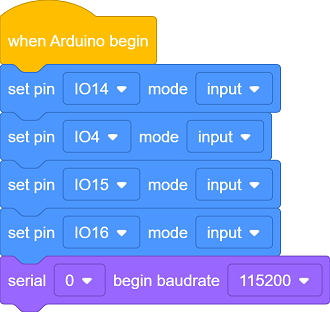 when Arduino begin
set pin IO14 mode input
set pin IO4 mode input
set pin IO15 mode input
set pin IO16 mode input
serial 0 begin baudrate 115200